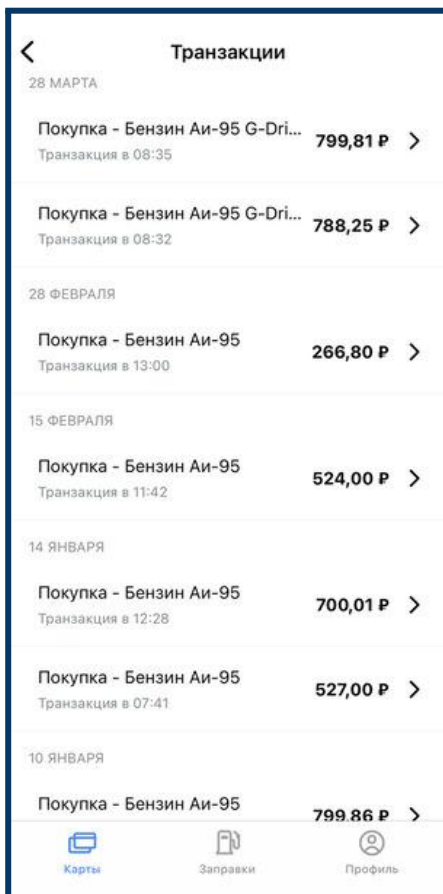 Транзакции
28 МАРТА
Покупка - Бензин Аи-95 G-Dri... 799,81 ₽
Транзакция в 08:35
Покупка - Бензин Аи-95 G-Dri... 788,25 ₽
Транзакция в 08:32
28 ФЕВРАЛЯ
Покупка - Бензин Аи-95 266,80 ₽
Транзакция в 13:00
15 ФЕВРАЛЯ
Покупка - Бензин Аи-95 524,00 ₽
Транзакция в 11:42
14 ЯНВАРЯ
Покупка - Бензин Аи-95 700,01 ₽
Транзакция в 12:28
Покупка - Бензин Аи-95 527,00 ₽
Транзакция в 07:41
10 ЯНВАРЯ
Покупка - Бензин Аи-95 799,86 ₽
Карты Заправки Профиль